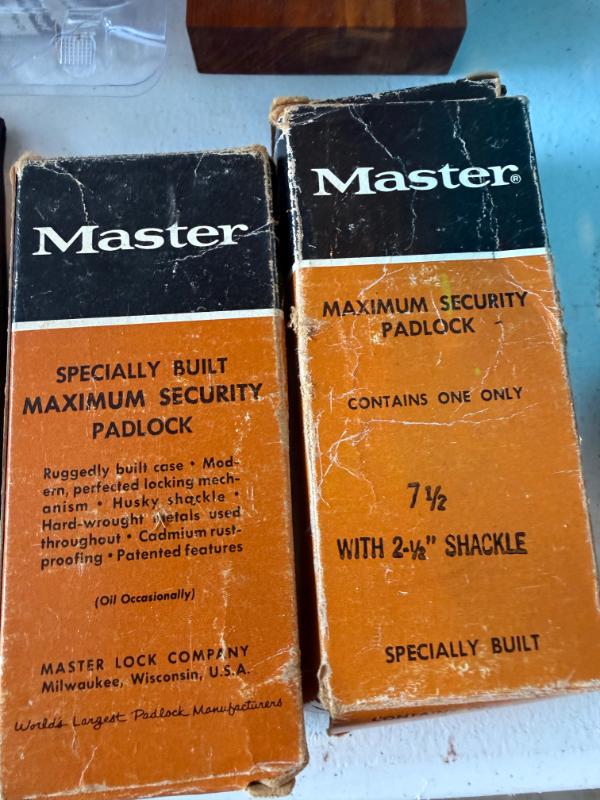 Master
SPECIALLY BUILT
MAXIMUM SECURITY
PADLOCK
Ruggedly built case • Mod-
ern, perfected locking mech-
anism • Husky shackle •
Hard-wrought metals used
throughout • Cadmium rust-
proofing • Patented features
(Oil Occasionally)
MASTER LOCK COMPANY
Milwaukee, Wisconsin, U.S.A.
World's Largest Padlock Manufacturers
Master®
MAXIMUM SECURITY
PADLOCK
CONTAINS ONE ONLY
7 1/2
WITH 2-1/2" SHACKLE
SPECIALLY BUILT